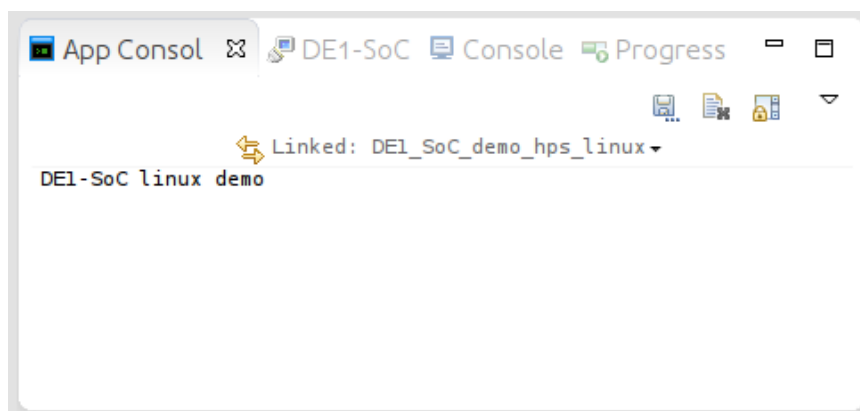 App Consol DE1-SoC Console Progress
Linked: DE1_SoC_demo_hps_linux
DE1-SoC linux demo